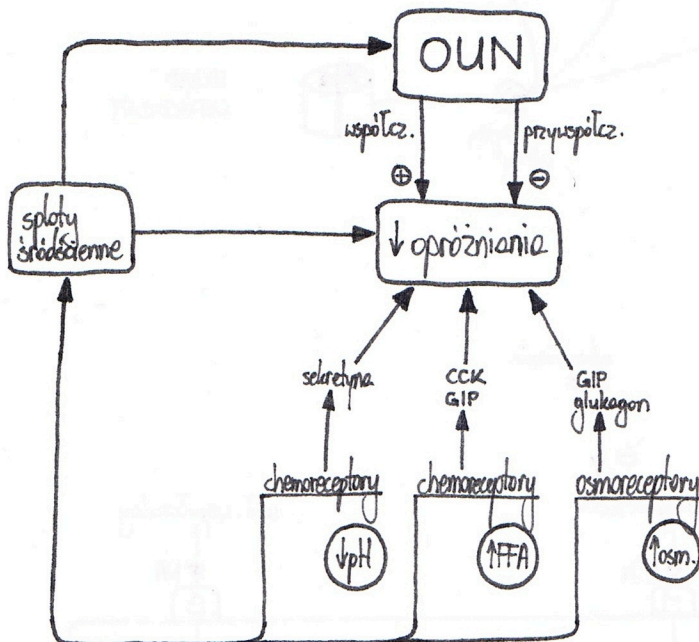 OUN
współcz.
przywspółcz.
⊕
⊖
sploty
śródścienne
↓ opróżniania
sekretyna
CCK
GIP
GIP
glukagon
chemoreceptory
chemoreceptory
osmoreceptory
↓pH
↑FFA
↑osm.